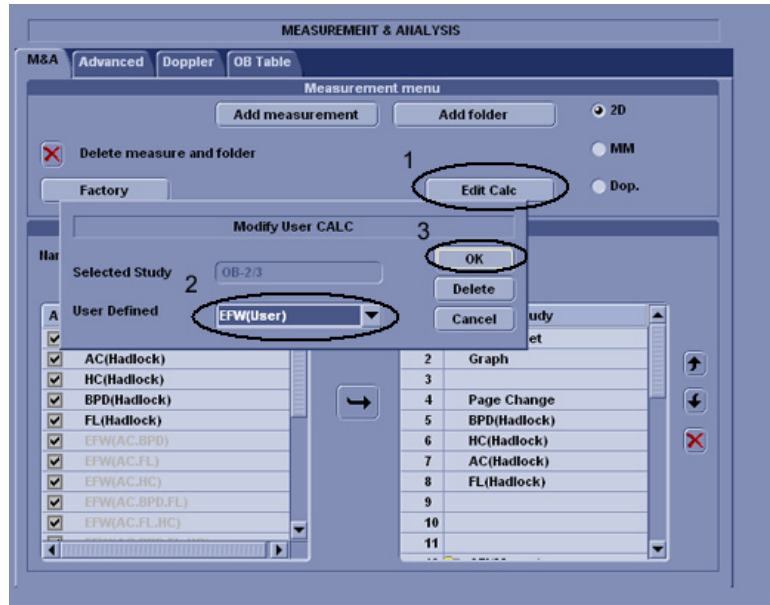 MEASUREMENT & ANALYSIS
M&A Advanced Doppler OB Table
Measurement menu
Add measurement Add folder 2D
Delete measure and folder 1 MM
Factory Edit Calc Dop.
Modify User CALC 3
OK
Selected Study 2 OB-2/3
Delete
User Defined EFW(User)
Cancel
A udy
et
AC(Hadlock) 2 Graph
HC(Hadlock) 3
BPD(Hadlock) 4 Page Change
FL(Hadlock) 5 BPD(Hadlock)
EFW(AC.BPD) 6 HC(Hadlock)
EFW(AC.FL) 7 AC(Hadlock)
EFW(AC.HC) 8 FL(Hadlock)
EFW(AC.BPD.FL) 9
EFW(AC.FL.HC) 10
11